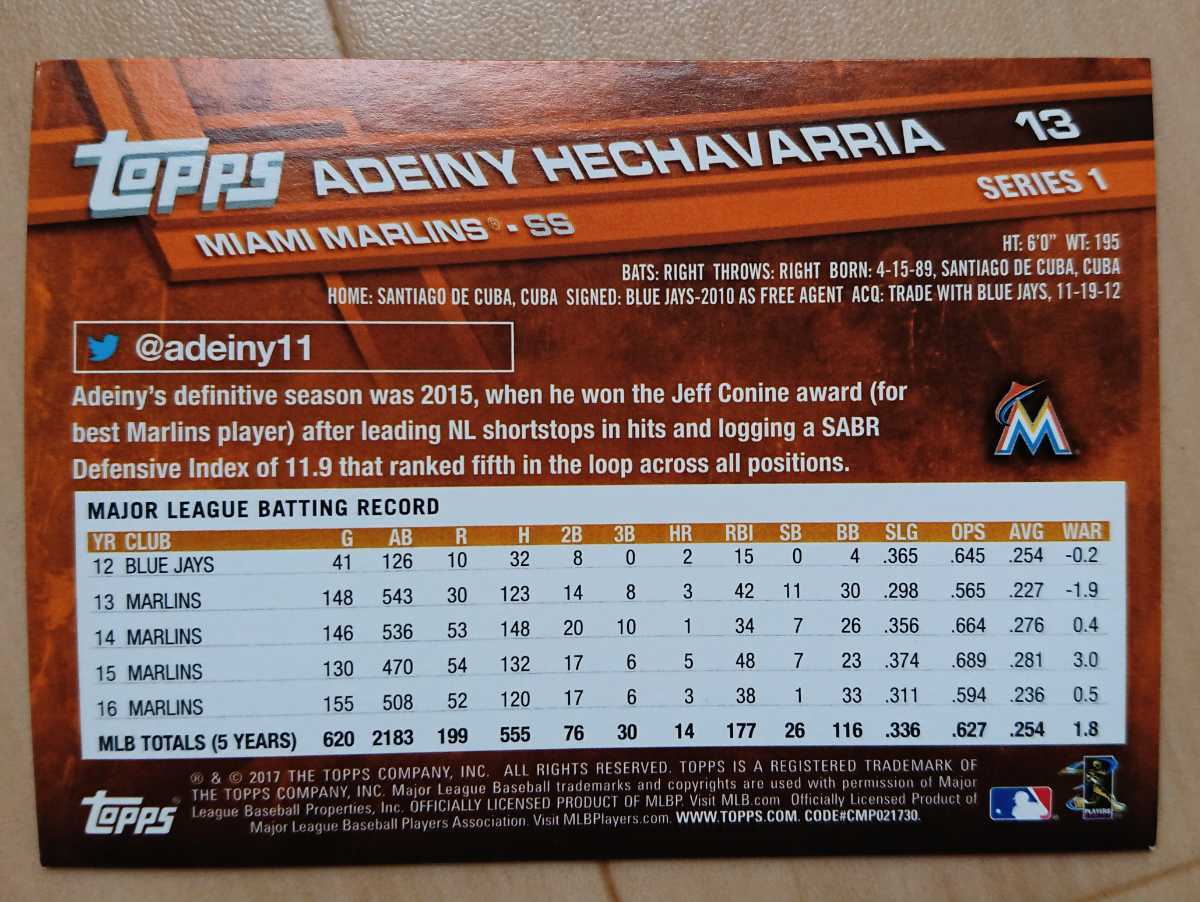 TOPPS ADEINY HECHAVARRIA 13
MIAMI MARLINS® - SS SERIES 1
HT: 6'0" WT: 195
BATS: RIGHT THROWS: RIGHT BORN: 4-15-89, SANTIAGO DE CUBA, CUBA
HOME: SANTIAGO DE CUBA, CUBA SIGNED: BLUE JAYS-2010 AS FREE AGENT ACQ: TRADE WITH BLUE JAYS, 11-19-12
@adeiny11
Adeiny's definitive season was 2015, when he won the Jeff Conine award (for
best Marlins player) after leading NL shortstops in hits and logging a SABR
Defensive Index of 11.9 that ranked fifth in the loop across all positions.
M
MAJOR LEAGUE BATTING RECORD
YR CLUB G AB R H 2B 3B HR RBI SB BB SLG OPS AVG WAR
12 BLUE JAYS 41 126 10 32 8 0 2 15 0 4 .365 .645 .254 -0.2
13 MARLINS 148 543 30 123 14 8 3 42 11 30 .298 .565 .227 -1.9
14 MARLINS 146 536 53 148 20 10 1 34 7 26 .356 .664 .276 0.4
15 MARLINS 130 470 54 132 17 6 5 48 7 23 .374 .689 .281 3.0
16 MARLINS 155 508 52 120 17 6 3 38 1 33 .311 .594 .236 0.5
MLB TOTALS (5 YEARS) 620 2183 199 555 76 30 14 177 26 116 .336 .627 .254 1.8
® & © 2017 THE TOPPS COMPANY, INC. ALL RIGHTS RESERVED. TOPPS IS A REGISTERED TRADEMARK OF
THE TOPPS COMPANY, INC. Major League Baseball trademarks and copyrights are used with permission of Major
League Baseball Properties, Inc. OFFICIALLY LICENSED PRODUCT OF MLBP. Visit MLB.com Officially Licensed Product of
Major League Baseball Players Association. Visit MLBPlayers.com. WWW.TOPPS.COM. CODE#CMP021730.
TOPPS®
PLAYERS